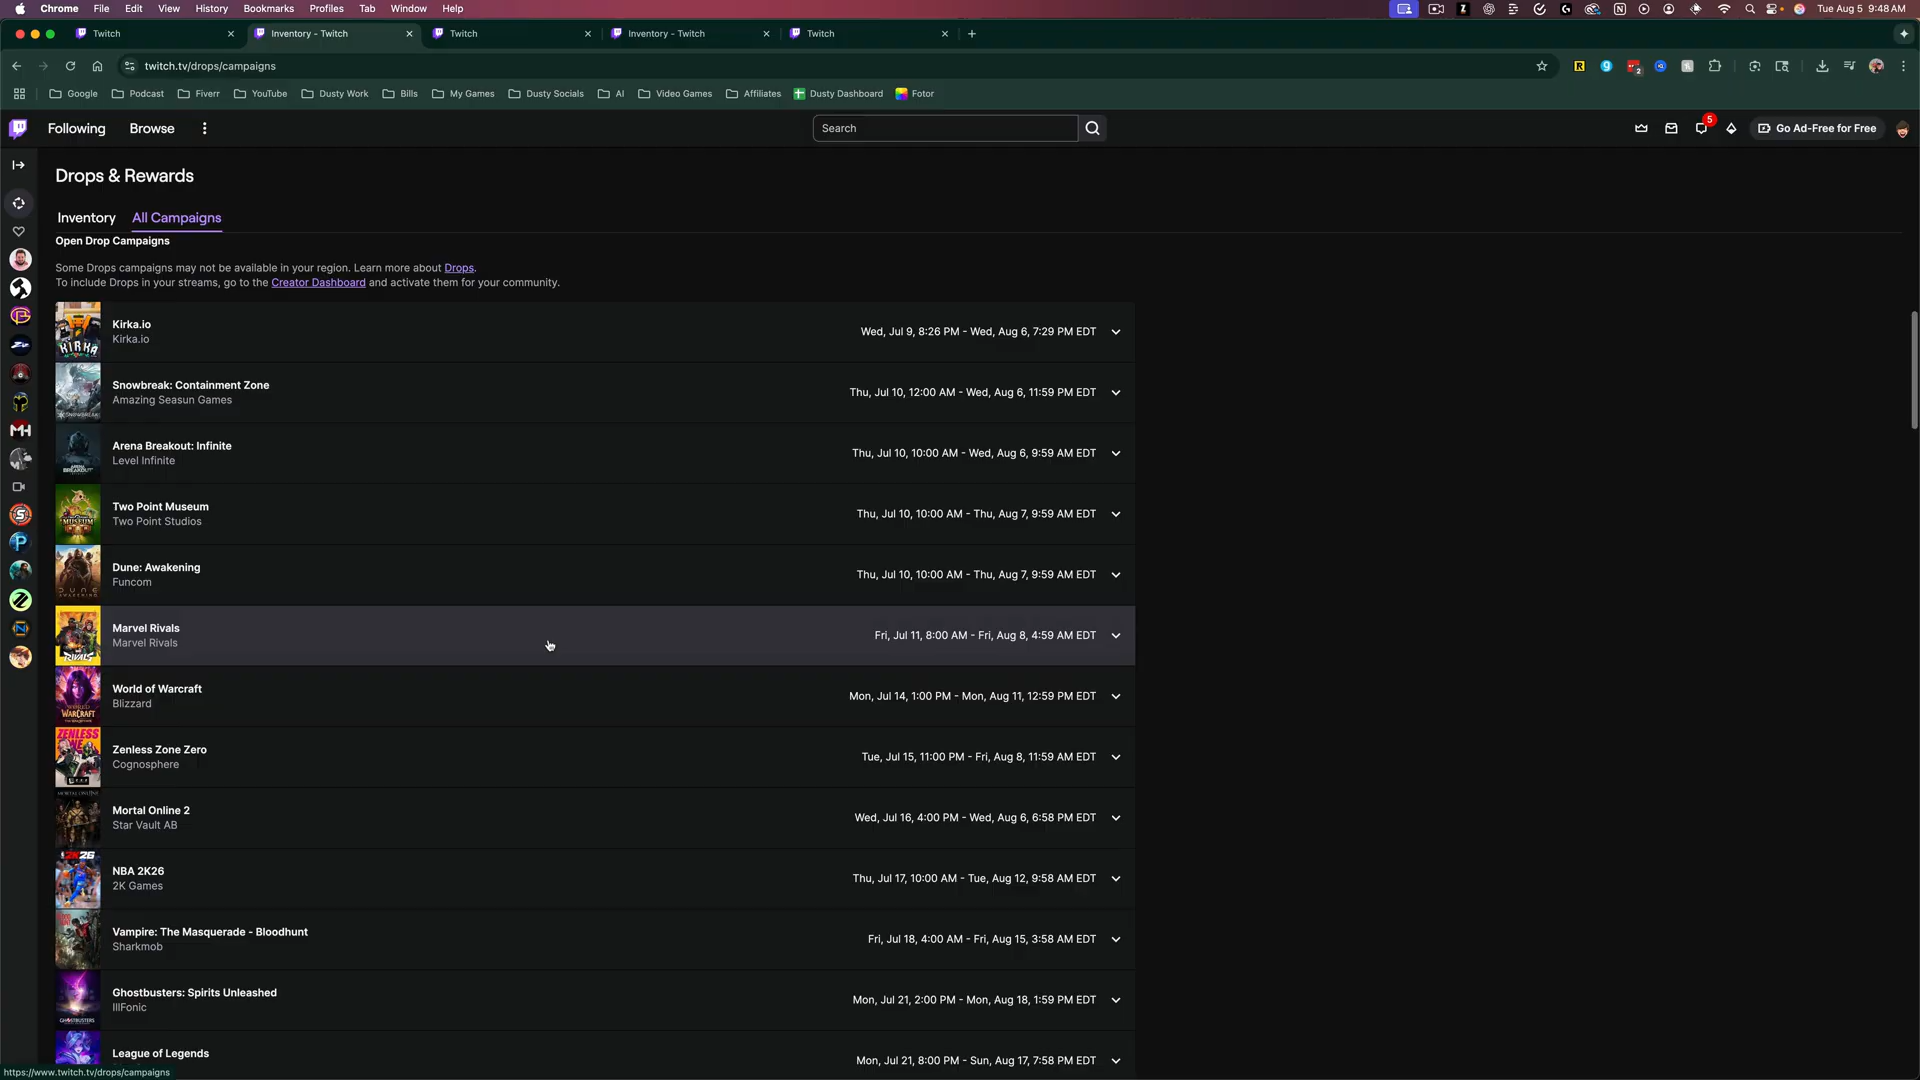 Chrome File Edit View History Bookmarks Profiles Tab Window Help
Tue Aug 5 9:48 AM
Twitch
Inventory - Twitch
Twitch
Inventory - Twitch
Twitch
twitch.tv/drops/campaigns
2
Google Podcast Fiverr YouTube Dusty Work Bills My Games Dusty Socials AI Video Games Affiliates Dusty Dashboard Fotor
Following Browse
Search
5
Go Ad-Free for Free
Drops & Rewards
Inventory All Campaigns
Open Drop Campaigns
Some Drops campaigns may not be available in your region. Learn more about Drops.
To include Drops in your streams, go to the Creator Dashboard and activate them for your community.
KIRKA
Kirka.io
Kirka.io
Wed, Jul 9, 8:26 PM - Wed, Aug 6, 7:29 PM EDT
Snowbreak: Containment Zone
Amazing Seasun Games
Thu, Jul 10, 12:00 AM - Wed, Aug 6, 11:59 PM EDT
Arena Breakout: Infinite
Level Infinite
Thu, Jul 10, 10:00 AM - Wed, Aug 6, 9:59 AM EDT
MUSEUM
Two Point Museum
Two Point Studios
Thu, Jul 10, 10:00 AM - Thu, Aug 7, 9:59 AM EDT
DUNE
Dune: Awakening
Funcom
Thu, Jul 10, 10:00 AM - Thu, Aug 7, 9:59 AM EDT
RIVALS
Marvel Rivals
Marvel Rivals
Fri, Jul 11, 8:00 AM - Fri, Aug 8, 4:59 AM EDT
WARCRAFT
World of Warcraft
Blizzard
Mon, Jul 14, 1:00 PM - Mon, Aug 11, 12:59 PM EDT
ZENLESS
Zenless Zone Zero
Cognosphere
Tue, Jul 15, 11:00 PM - Fri, Aug 8, 11:59 AM EDT
Mortal Online 2
Star Vault AB
Wed, Jul 16, 4:00 PM - Wed, Aug 6, 6:58 PM EDT
2K26
NBA 2K26
2K Games
Thu, Jul 17, 10:00 AM - Tue, Aug 12, 9:58 AM EDT
Vampire: The Masquerade - Bloodhunt
Sharkmob
Fri, Jul 18, 4:00 AM - Fri, Aug 15, 3:58 AM EDT
GHOSTBUSTERS
Ghostbusters: Spirits Unleashed
IllFonic
Mon, Jul 21, 2:00 PM - Mon, Aug 18, 1:59 PM EDT
League of Legends
Mon, Jul 21, 8:00 PM - Sun, Aug 17, 7:58 PM EDT
https://www.twitch.tv/drops/campaigns